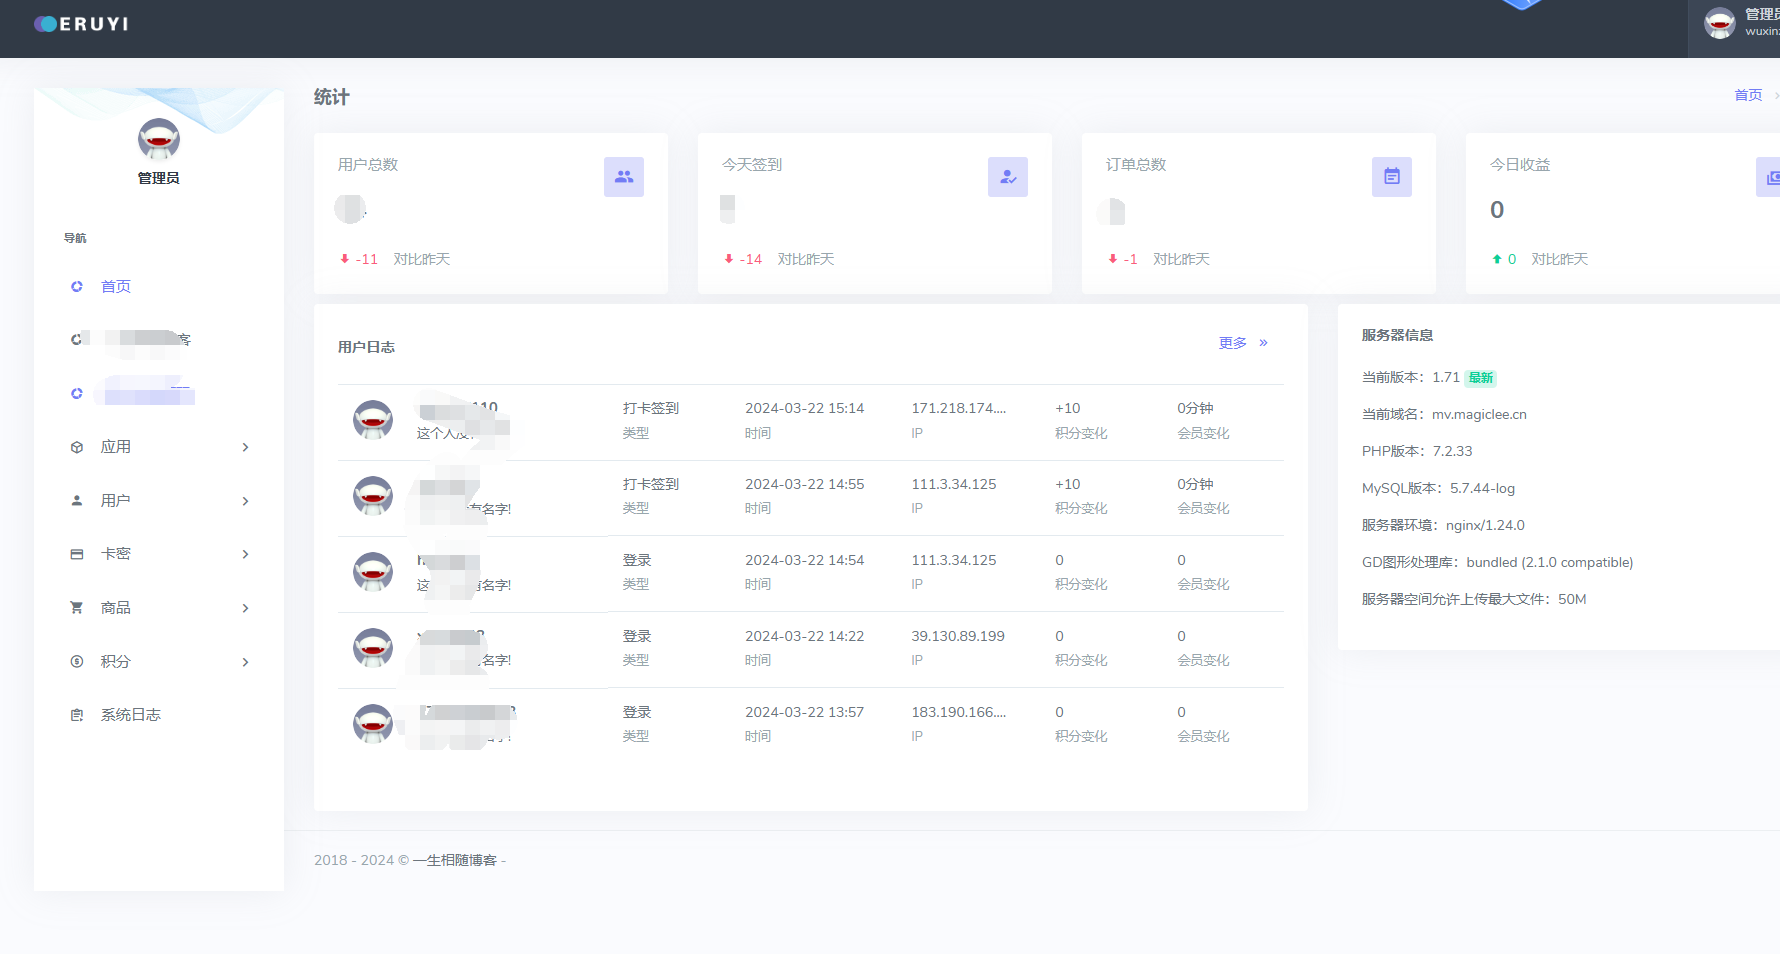 ERUYI
管理员
wuxin
管理员
导航
首页
客
应用
用户
卡密
商品
积分
系统日志
统计
首页
用户总数
-11 对比昨天
今天签到
-14 对比昨天
订单总数
-1 对比昨天
今日收益
0
0 对比昨天
用户日志
更多 »
110 打卡签到 2024-03-22 15:14 171.218.174.... +10 0分钟
这个人没 类型 时间 IP 积分变化 会员变化
打卡签到 2024-03-22 14:55 111.3.34.125 +10 0分钟
有名字! 类型 时间 IP 积分变化 会员变化
登录 2024-03-22 14:54 111.3.34.125 0 0
这 有名字! 类型 时间 IP 积分变化 会员变化
登录 2024-03-22 14:22 39.130.89.199 0 0
名字! 类型 时间 IP 积分变化 会员变化
登录 2024-03-22 13:57 183.190.166.... 0 0
类型 时间 IP 积分变化 会员变化
服务器信息
当前版本：1.71 最新
当前域名：mv.magiclee.cn
PHP版本：7.2.33
MySQL版本：5.7.44-log
服务器环境：nginx/1.24.0
GD图形处理库：bundled (2.1.0 compatible)
服务器空间允许上传最大文件：50M
2018 - 2024 © 一生相随博客 -